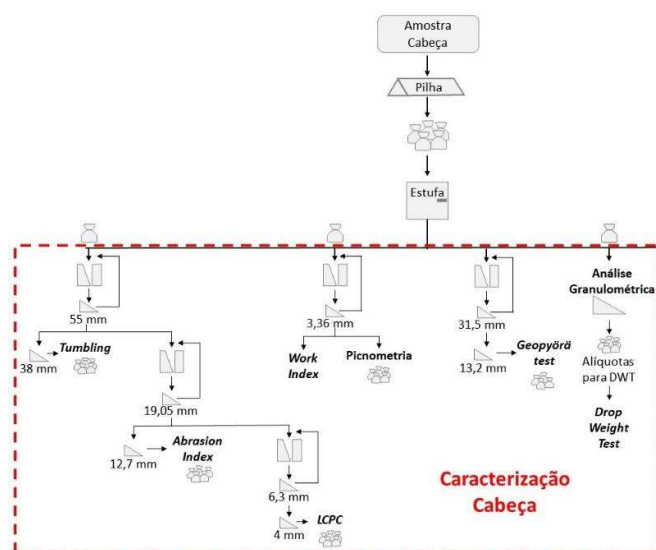 Amostra
Cabeça
Pilha
Estufa
55 mm
38 mm
Tumbling
19,05 mm
12,7 mm
Abrasion
Index
6,3 mm
4 mm
LCPC
3,36 mm
Work
Index
Picnometria
31,5 mm
13,2 mm
Geopyörä
test
Análise
Granulométrica
Alíquotas
para DWT
Drop
Weight
Test
Caracterização
Cabeça